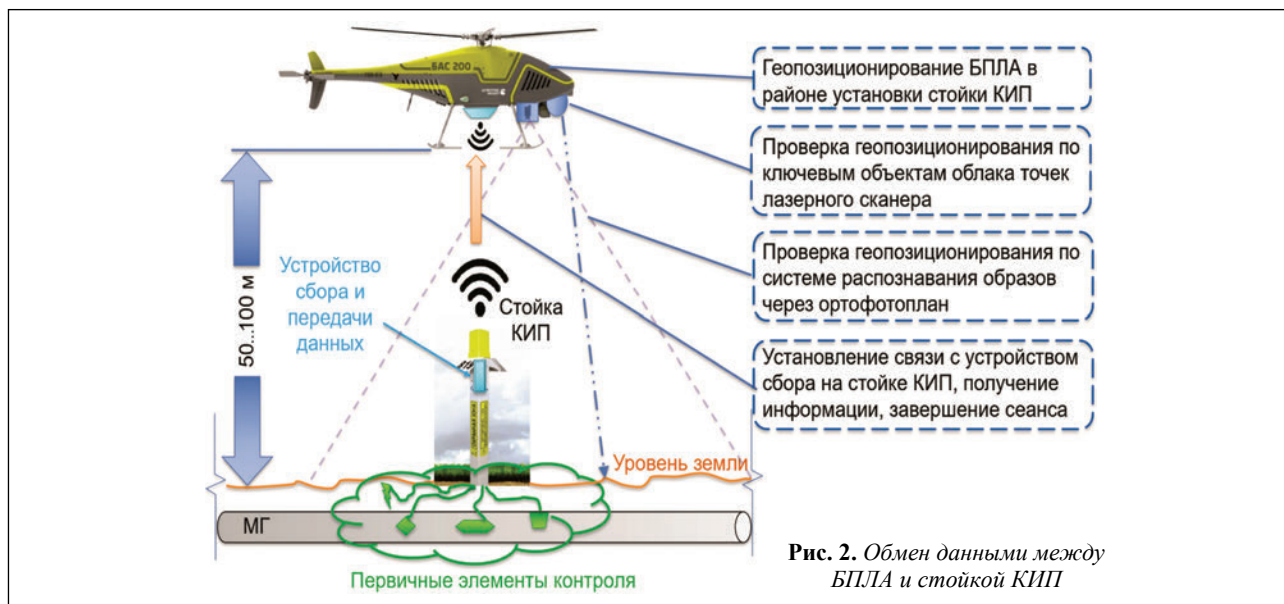 БАС 200
Геопозиционирование БПЛА в
районе установки стойки КИП
Проверка геопозиционирования по
ключевым объектам облака точек
лазерного сканера
Проверка геопозиционирования по
системе распознавания образов
через ортофотоплан
Установление связи с устройством
сбора на стойке КИП, получение
информации, завершение сеанса
50...100 м
Устройство
сбора и
передачи
данных
Стойка
КИП
Уровень земли
МГ
Первичные элементы контроля
Рис. 2. Обмен данными между
БПЛА и стойкой КИП